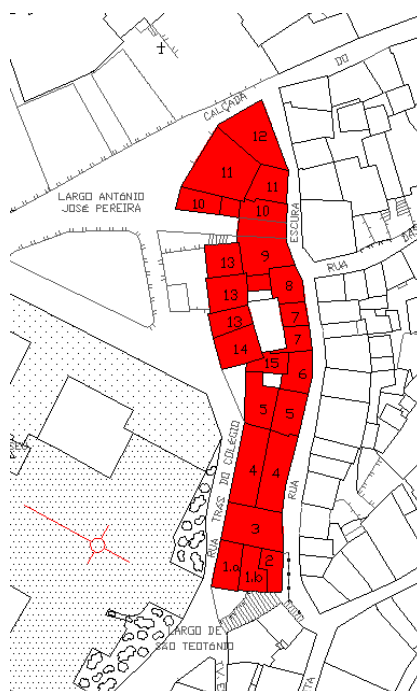 DO
CALÇADA
12
11
11
LARGO ANTÓNIO
JOSÉ PEREIRA
10
10
ESCURA
RUA
9
13
8
13
7
13
7
14
15
6
5
5
RUA TRÁS DO COLÉGIO
4
4
RUA
3
1.a
1.b
2
LARGO DE
SÃO TEOTÓNIO